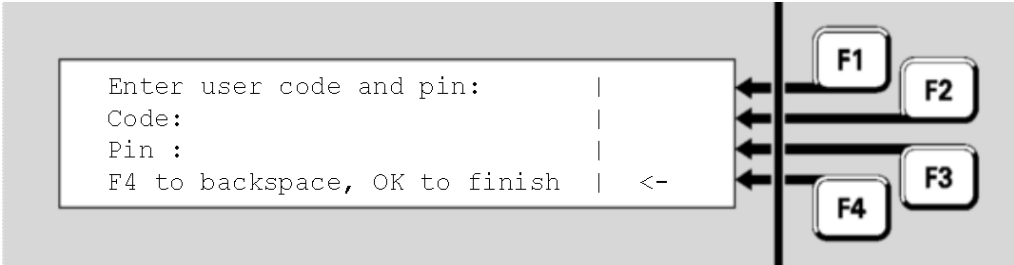 Enter user code and pin: |
Code: |
Pin : |
F4 to backspace, OK to finish | <-
F1
F2
F3
F4